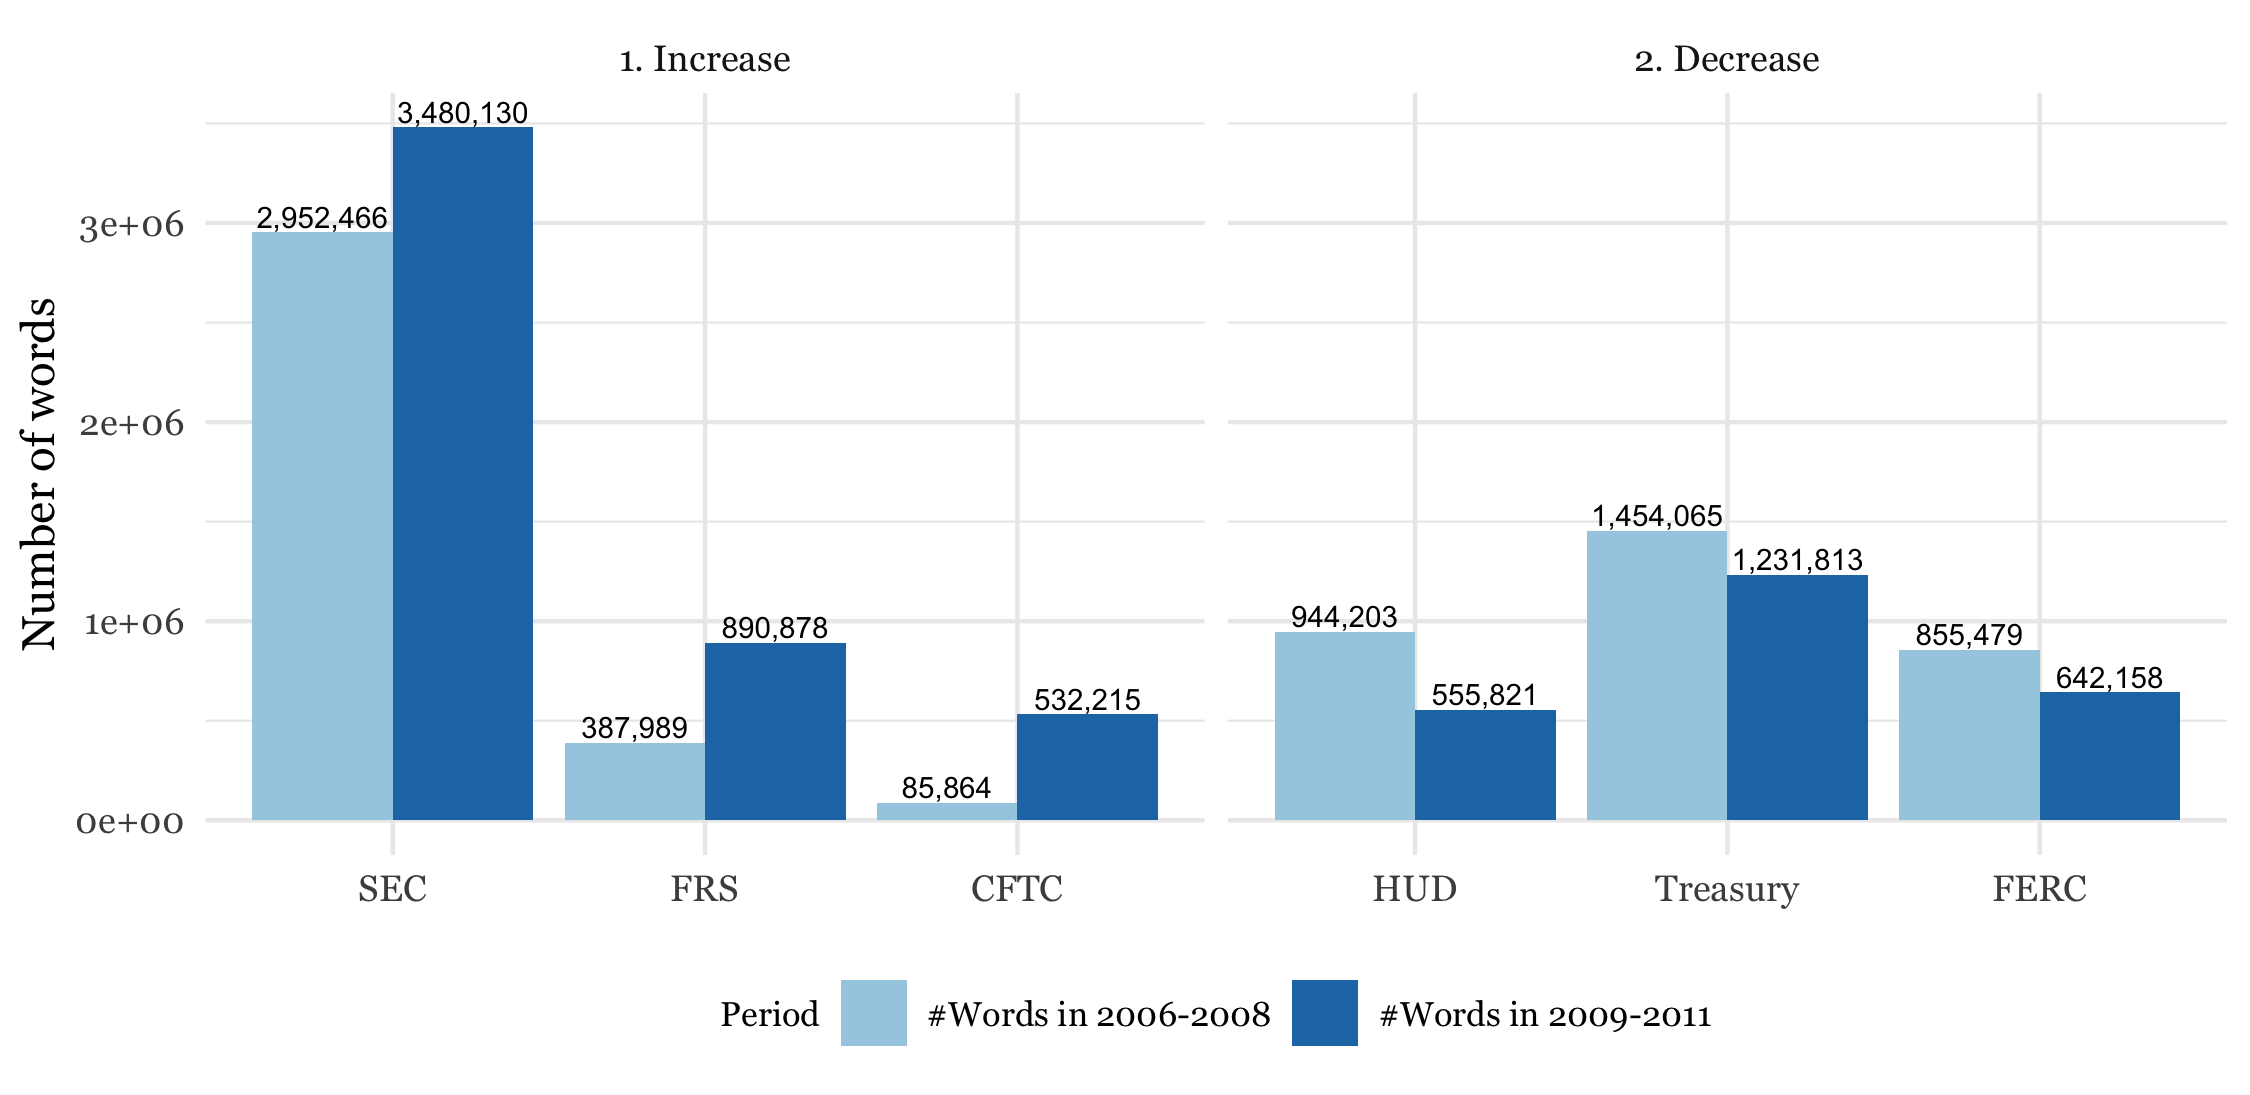 1. Increase
2. Decrease
3,480,130
2,952,466
3e+06
Number of words
2e+06
1,454,065
1,231,813
1e+06
944,203
890,878
855,479
642,158
555,821
532,215
387,989
85,864
0e+00
SEC
FRS
CFTC
HUD
Treasury
FERC
Period
#Words in 2006-2008
#Words in 2009-2011